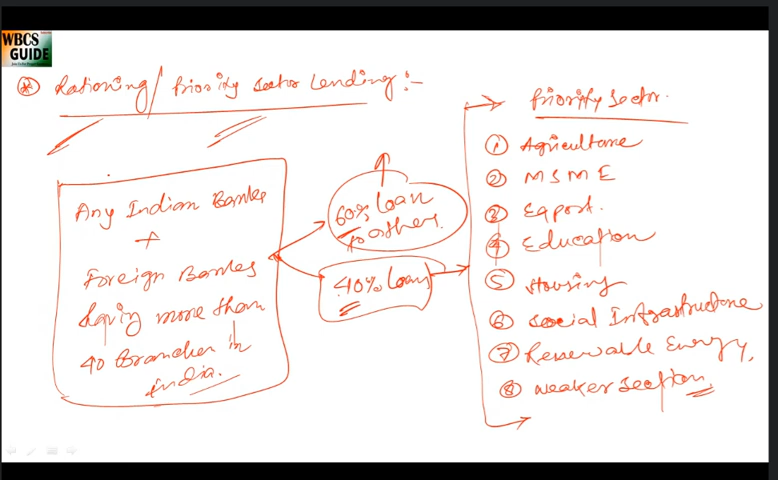 WBCS
GUIDE
Rationing / Priority Sector Lending :-
Any Indian Banks
+
Foreign Banks
having more than
40 Branches in
india.
60% loan
to others.
40% loan
Priority Sector.
1 Agriculture
2 MSME
3 Export.
4 Education
5 Housing
6 Social Infrastructure
7 Renewable Energy,
8 weaker section